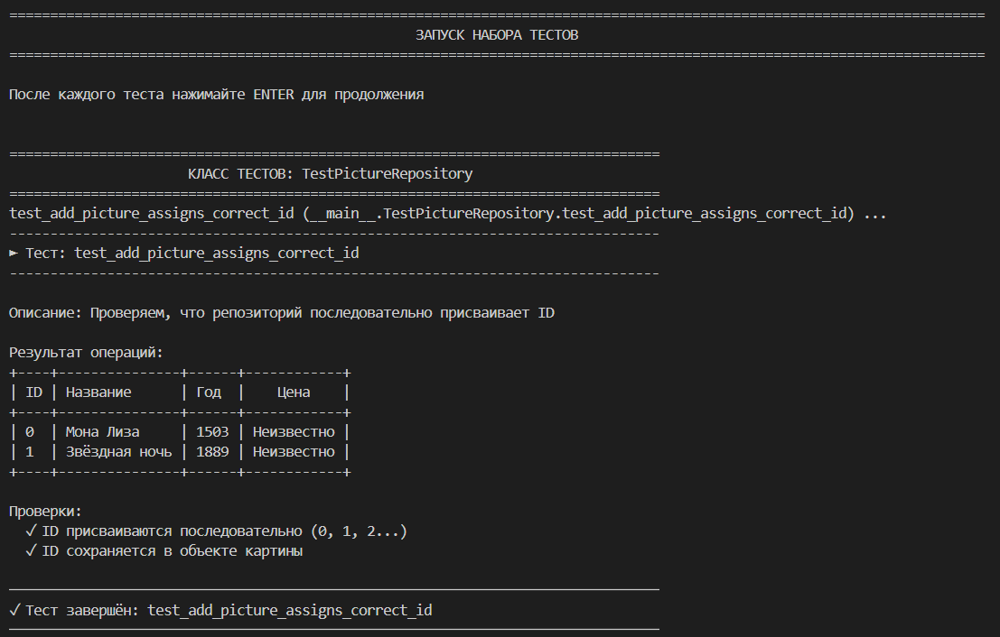 ========================================================================================================================
ЗАПУСК НАБОРА ТЕСТОВ
========================================================================================================================
После каждого теста нажимайте ENTER для продолжения
================================================================================
КЛАСС ТЕСТОВ: TestPictureRepository
================================================================================
test_add_picture_assigns_correct_id (__main__.TestPictureRepository.test_add_picture_assigns_correct_id) ...
--------------------------------------------------------------------------------
► Тест: test_add_picture_assigns_correct_id
--------------------------------------------------------------------------------
Описание: Проверяем, что репозиторий последовательно присваивает ID
Результат операций:
+----+---------------+------+------------+
| ID | Название      | Год  |    Цена    |
+----+---------------+------+------------+
| 0  | Мона Лиза     | 1503 | Неизвестно |
| 1  | Звёздная ночь | 1889 | Неизвестно |
+----+---------------+------+------------+
Проверки:
✓ ID присваиваются последовательно (0, 1, 2...)
✓ ID сохраняется в объекте картины
────────────────────────────────────────────────────────────────────────────────
✓ Тест завершён: test_add_picture_assigns_correct_id
────────────────────────────────────────────────────────────────────────────────